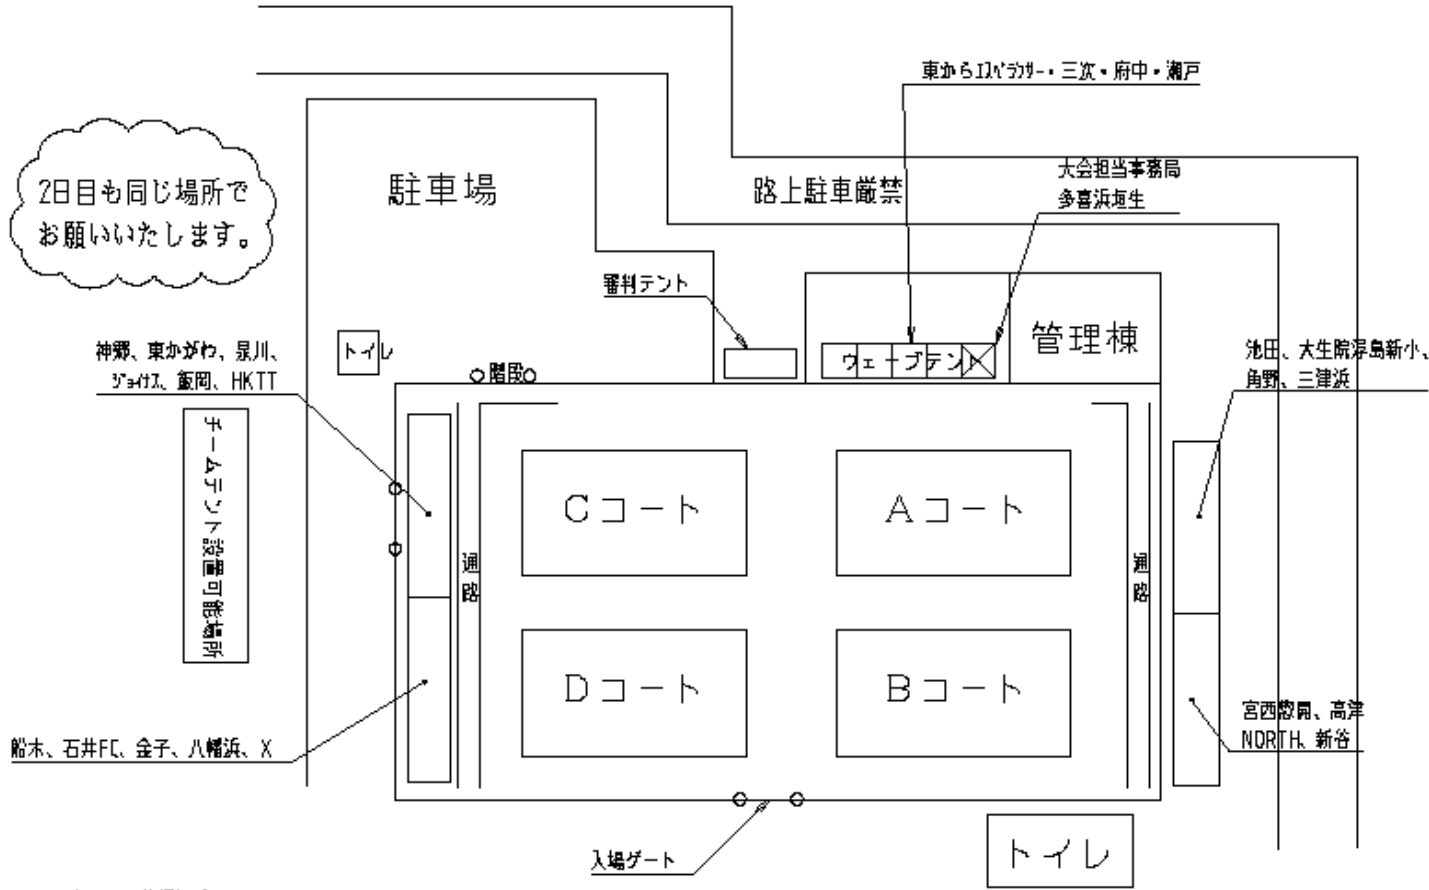 東からエスペランサー・三次・府中・瀬戸
2日目も同じ場所で
お願いいたします。
駐車場
路上駐車厳禁
大会担当事務局
多喜浜垣生
審判テント
ウェーブテント
管理棟
トイレ
階段
神郷、東かがわ、泉川、
ジョイナス、飯岡、HKTT
池田、大生院浮島新小、
角野、三津浜
チームテント設置可能場所
Cコート
Aコート
通路
通路
Dコート
Bコート
船木、石井FC、金子、八幡浜、X
宮西惣開、高津
NORTH、新谷
入場ゲート
トイレ